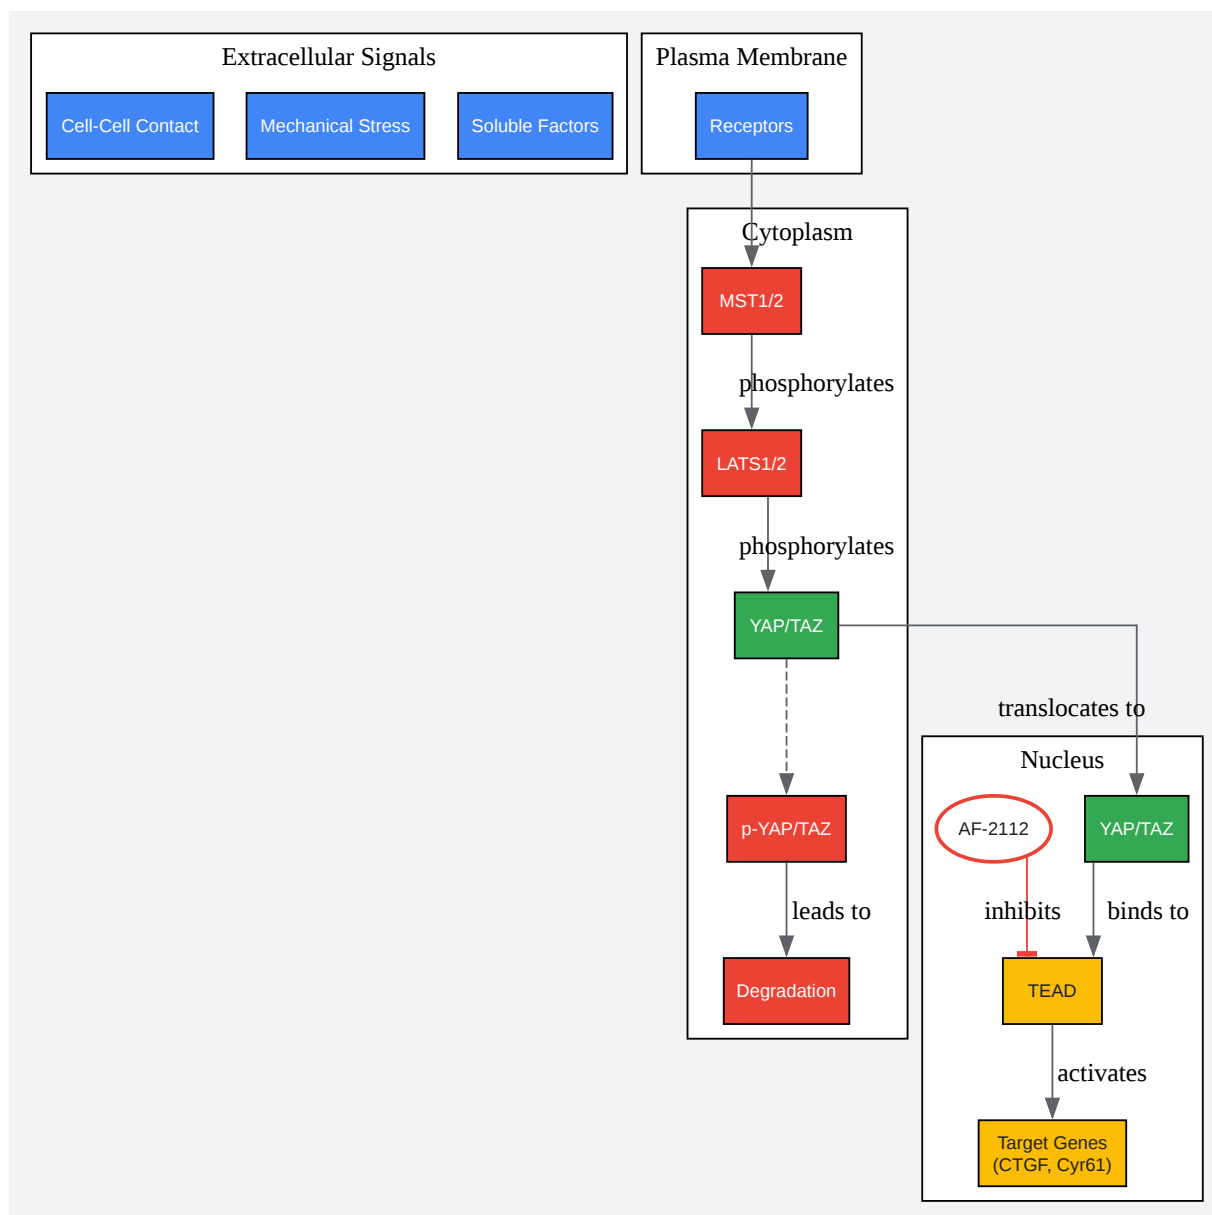 Extracellular Signals
Cell-Cell Contact
Mechanical Stress
Soluble Factors
Plasma Membrane
Receptors
Cytoplasm
MST1/2
phosphorylates
LATS1/2
phosphorylates
YAP/TAZ
translocates to
Nucleus
p-YAP/TAZ
AF-2112
YAP/TAZ
leads to
inhibits
binds to
Degradation
TEAD
activates
Target Genes
(CTGF, Cyr61)